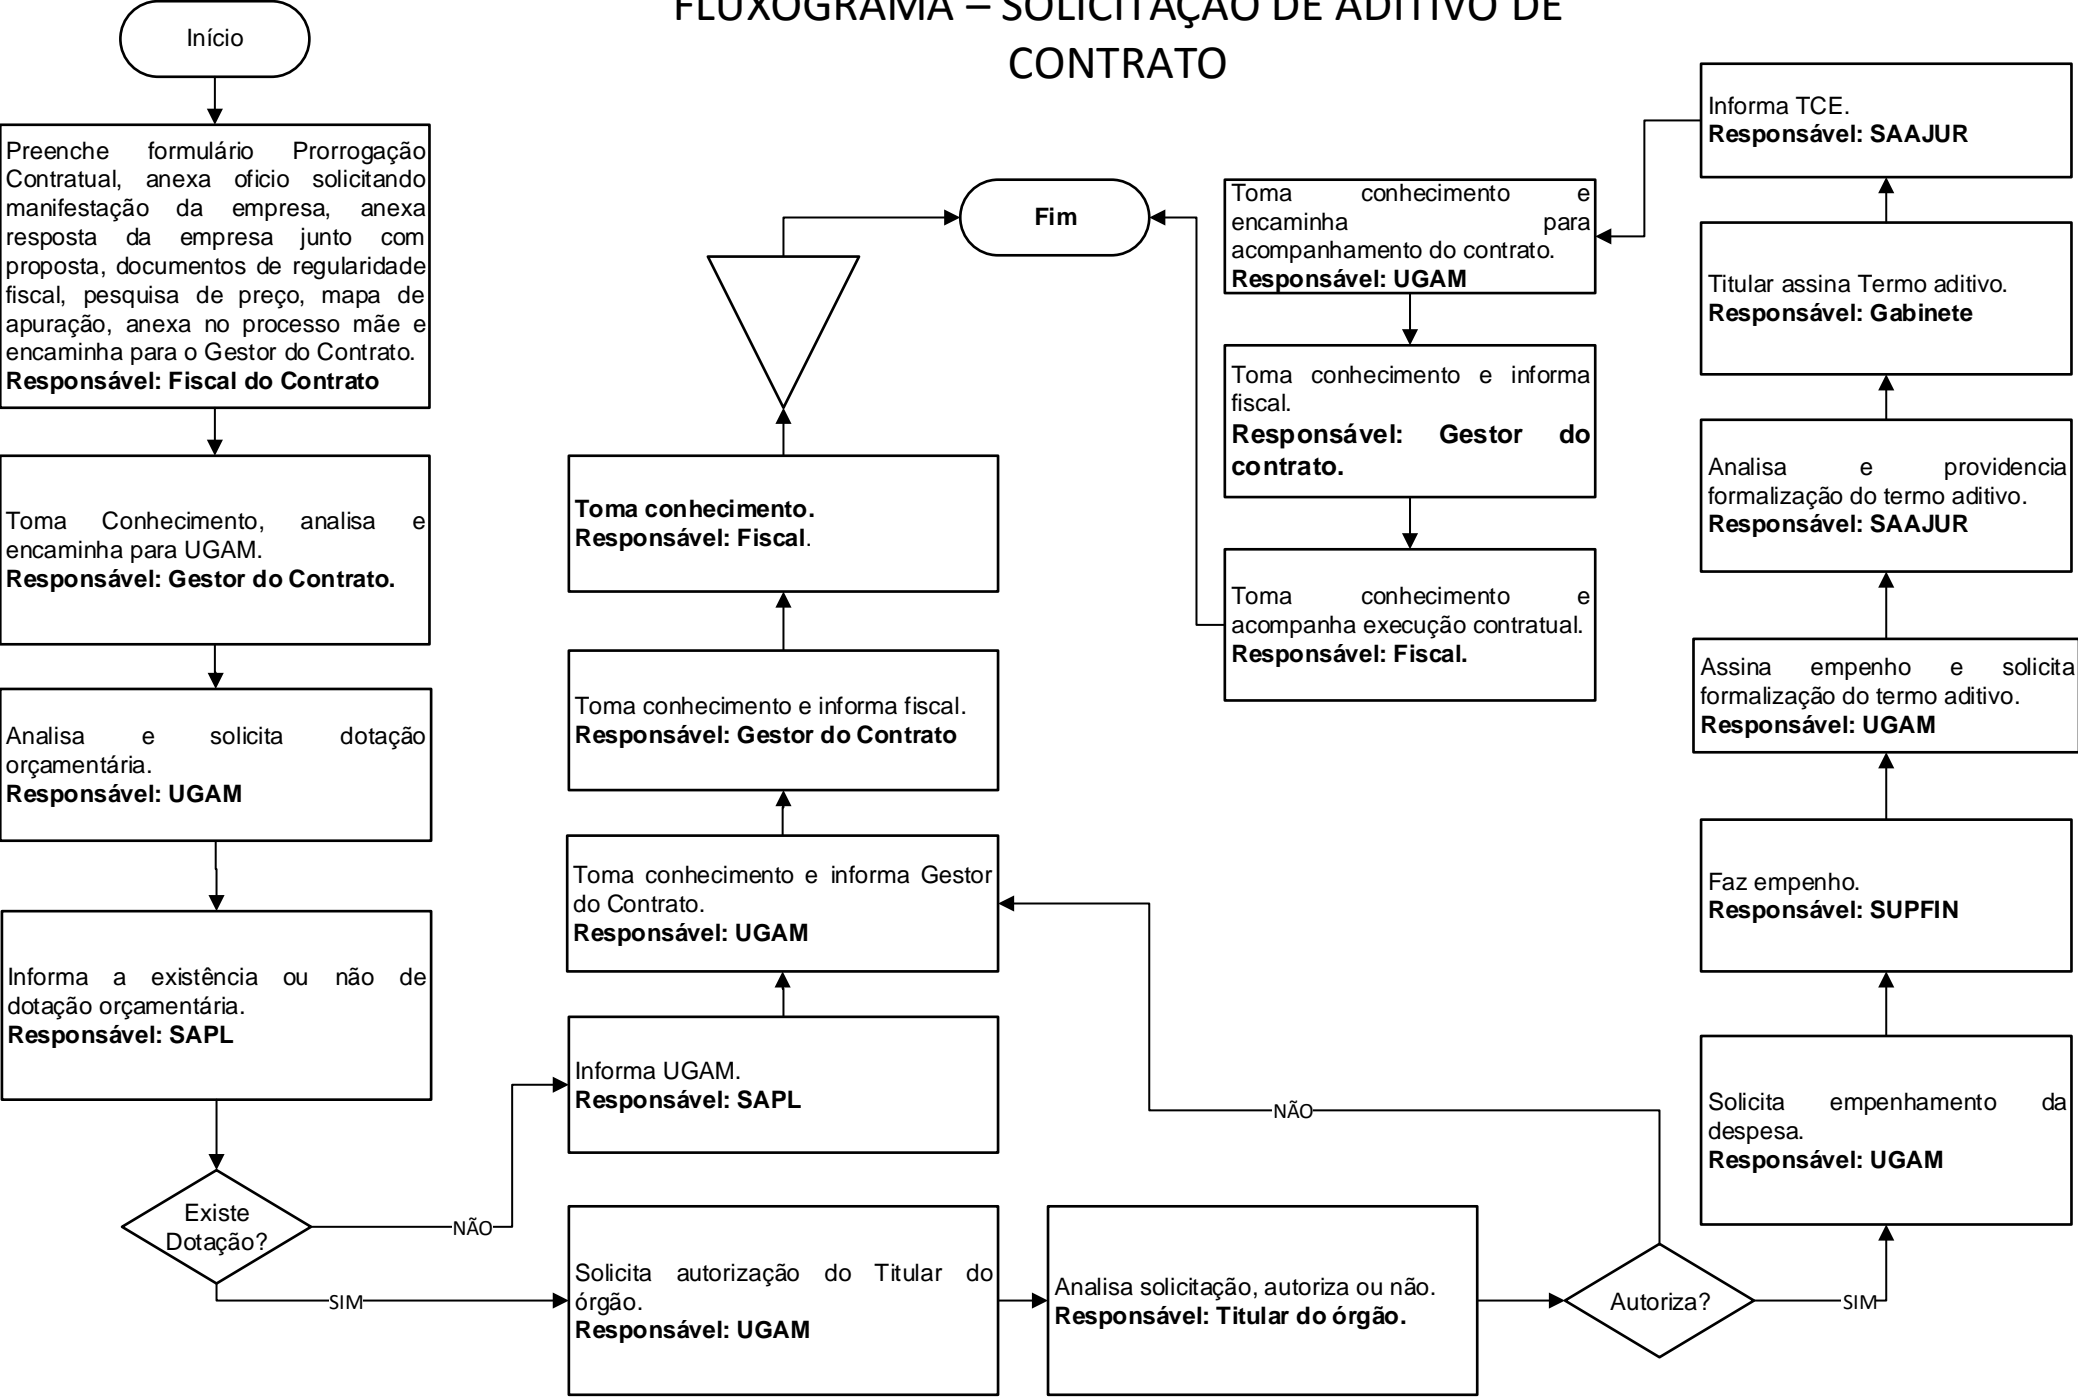 FLUXOGRAMA – SOLICITAÇÃO DE ADITIVO DE
CONTRATO
Início
Preenche formulário Prorrogação
Contratual, anexa oficio solicitando
manifestação da empresa, anexa
resposta da empresa junto com
proposta, documentos de regularidade
fiscal, pesquisa de preço, mapa de
apuração, anexa no processo mãe e
encaminha para o Gestor do Contrato.
Responsável: Fiscal do Contrato
Toma Conhecimento, analisa e
encaminha para UGAM.
Responsável: Gestor do Contrato.
Analisa e solicita dotação
orçamentária.
Responsável: UGAM
Informa a existência ou não de
dotação orçamentária.
Responsável: SAPL
Existe
Dotação?
NÃO
SIM
Informa UGAM.
Responsável: SAPL
Toma conhecimento e informa Gestor
do Contrato.
Responsável: UGAM
Toma conhecimento e informa fiscal.
Responsável: Gestor do Contrato
Toma conhecimento.
Responsável: Fiscal.
Fim
Solicita autorização do Titular do
órgão.
Responsável: UGAM
Analisa solicitação, autoriza ou não.
Responsável: Titular do órgão.
Autoriza?
NÃO
SIM
Solicita empenhamento da
despesa.
Responsável: UGAM
Faz empenho.
Responsável: SUPFIN
Assina empenho e solicita
formalização do termo aditivo.
Responsável: UGAM
Analisa e providencia
formalização do termo aditivo.
Responsável: SAAJUR
Titular assina Termo aditivo.
Responsável: Gabinete
Informa TCE.
Responsável: SAAJUR
Toma conhecimento e
encaminha para
acompanhamento do contrato.
Responsável: UGAM
Toma conhecimento e informa
fiscal.
Responsável: Gestor do
contrato.
Toma conhecimento e
acompanha execução contratual.
Responsável: Fiscal.